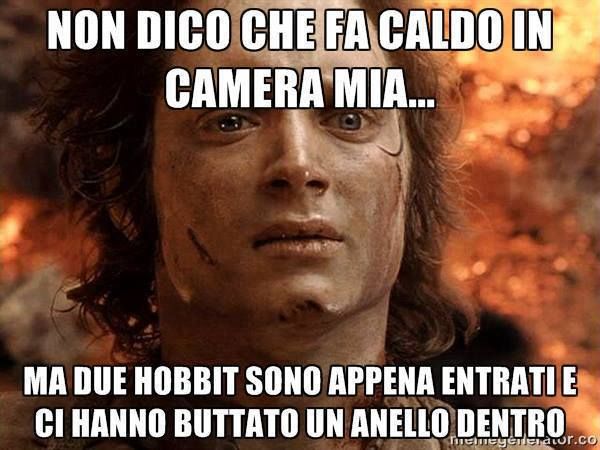 NON DICO CHE FA CALDO IN
CAMERA MIA...
MA DUE HOBBIT SONO APPENA ENTRATI E
CI HANNO BUTTATO UN ANELLO DENTRO
memegenerator.co